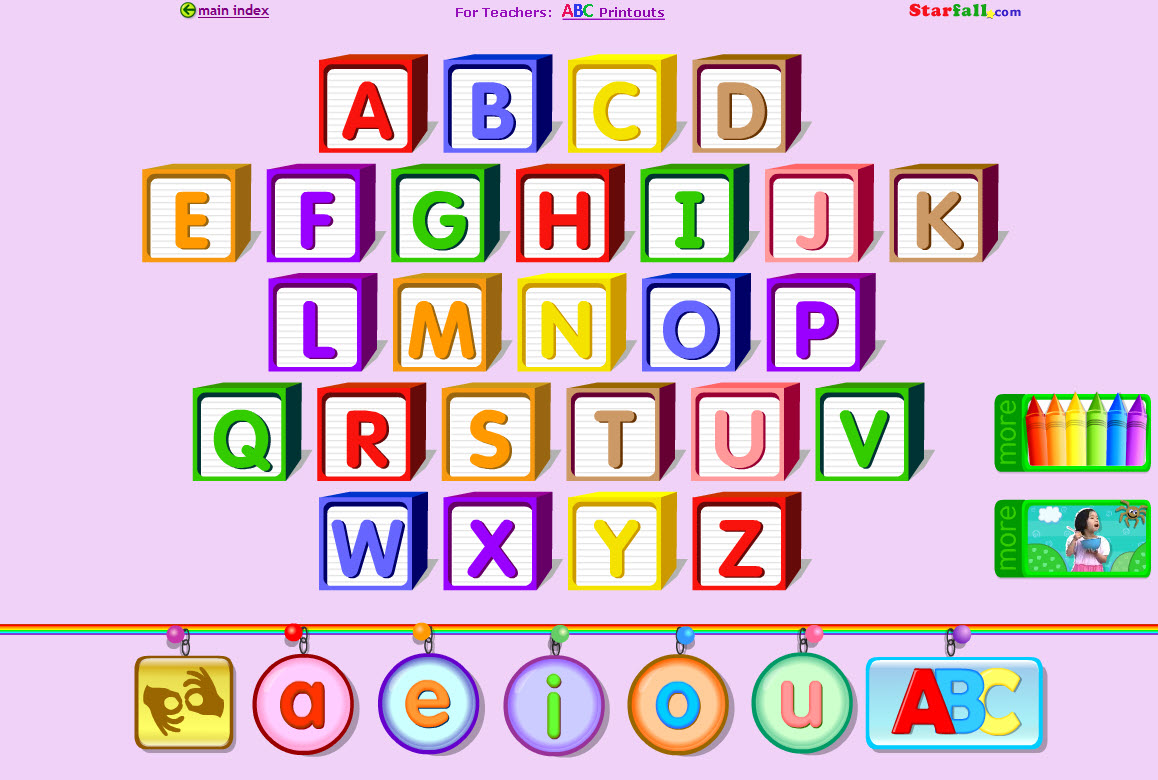 main index
For Teachers: ABC Printouts
Starfall.com
A B C D
E F G H I J K
L M N O P
Q R S T U V
more
W X Y Z
more
a e i o u ABC